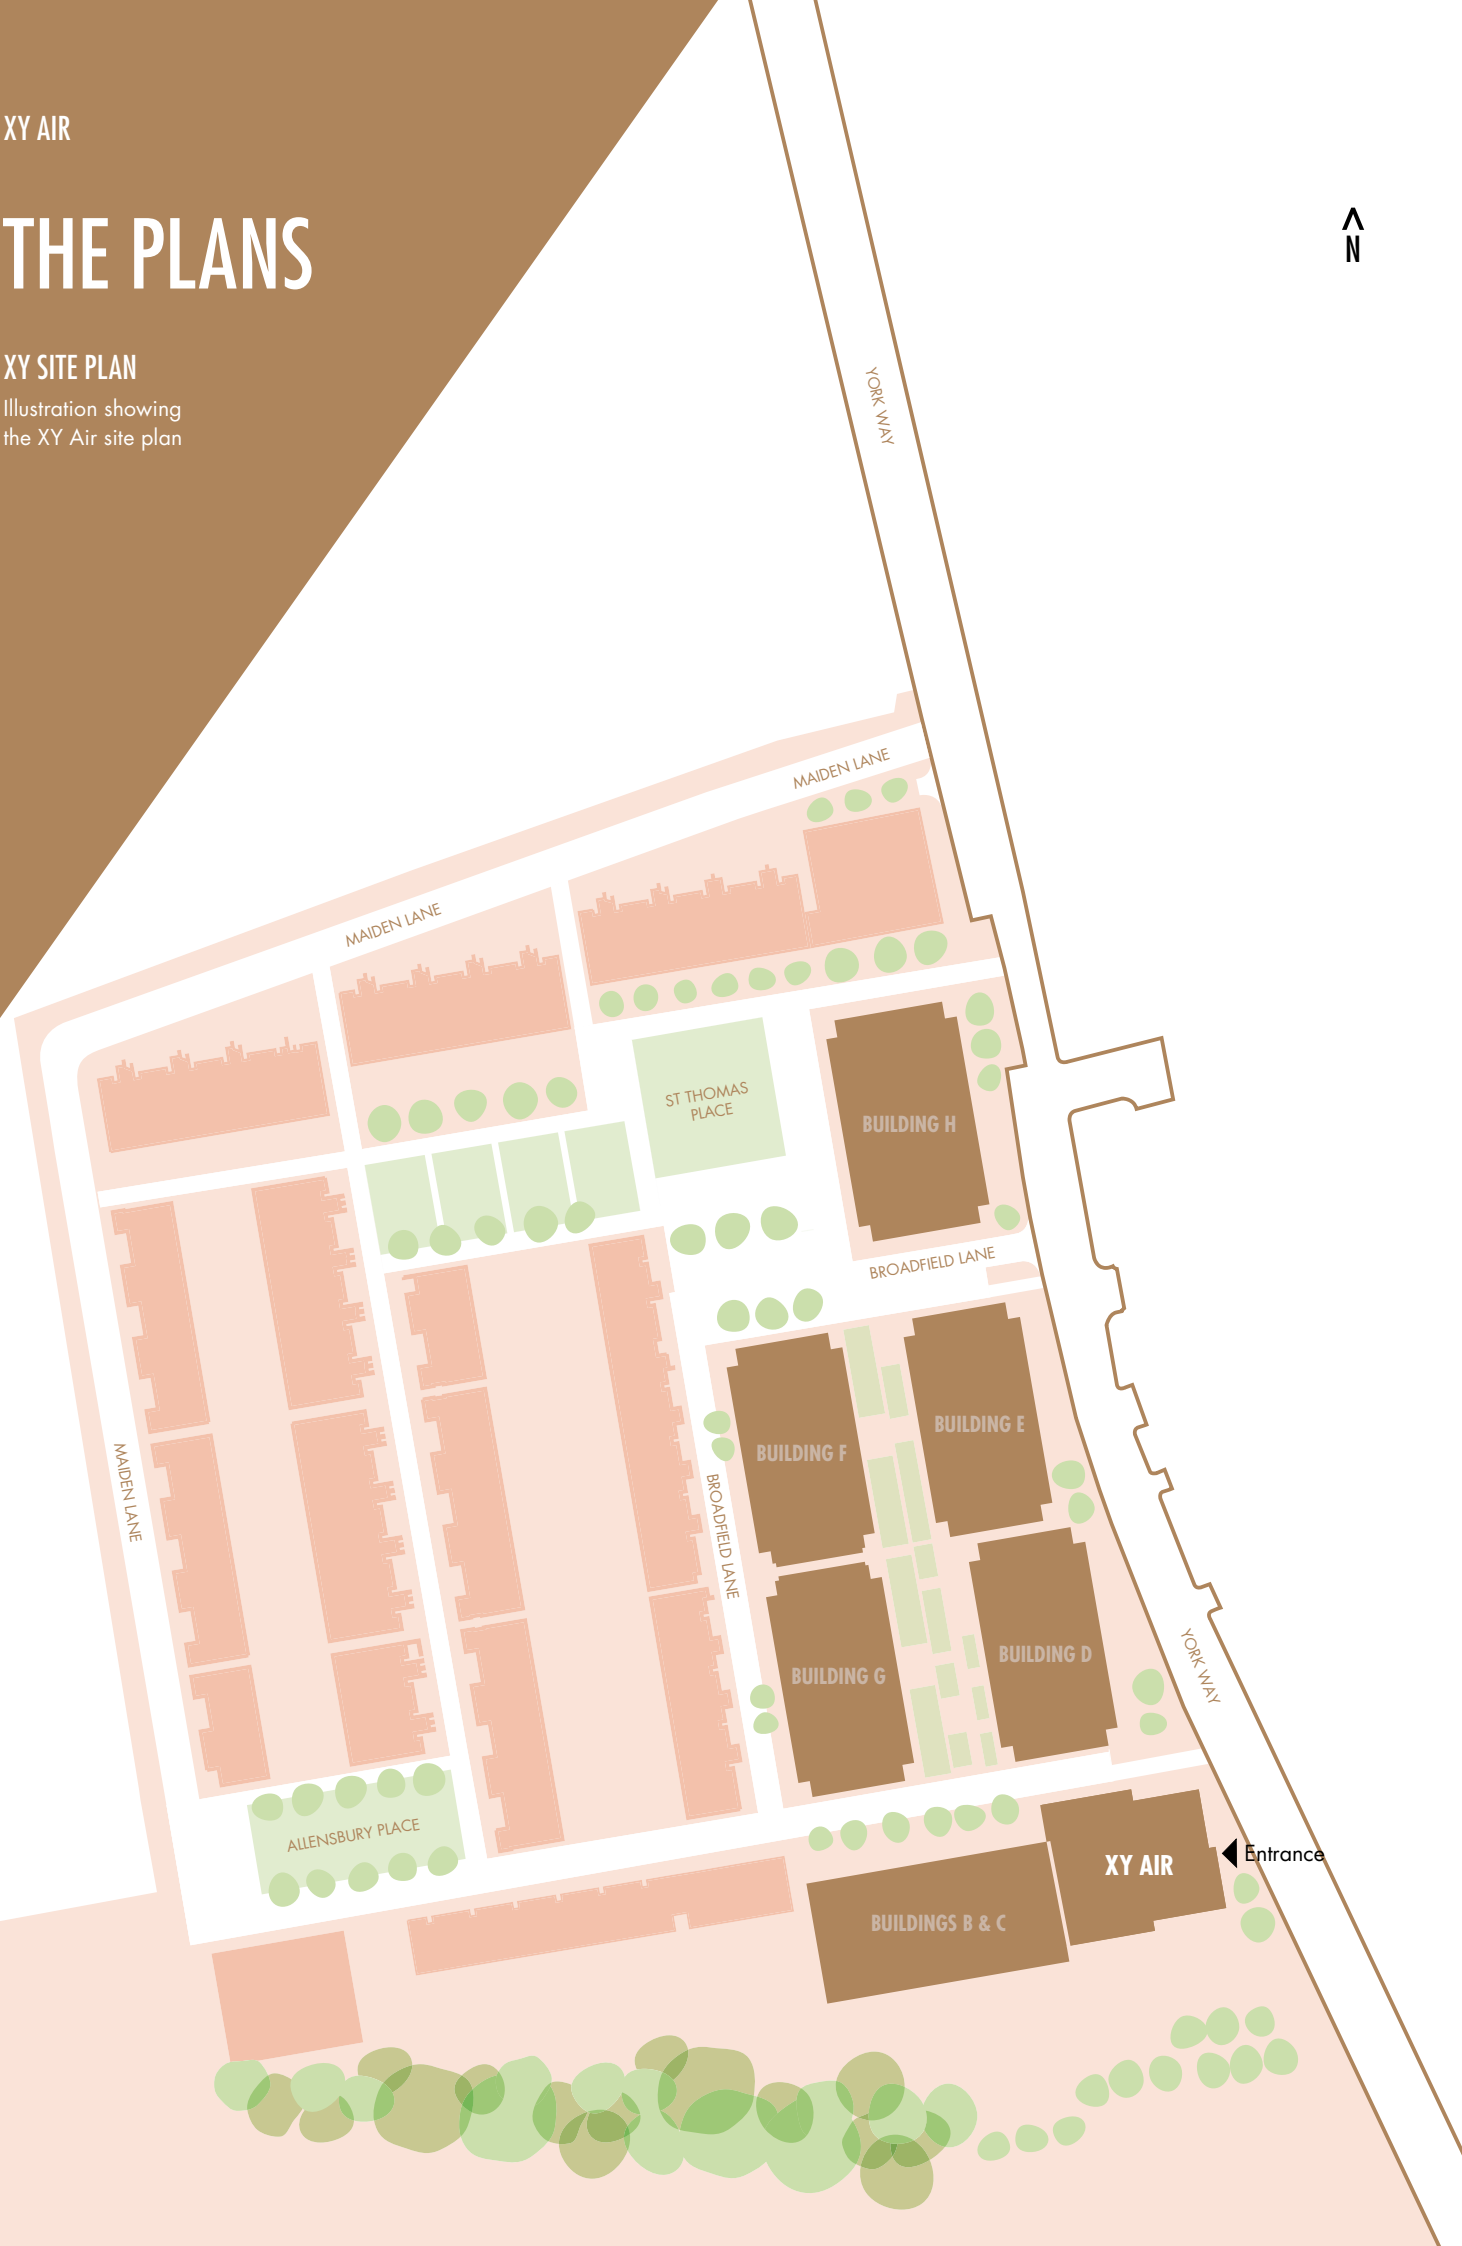 XY AIR
THE PLANS
XY SITE PLAN
Illustration showing
the XY Air site plan
N
YORK WAY
MAIDEN LANE
MAIDEN LANE
ST THOMAS
PLACE
BUILDING H
BROADFIELD LANE
BUILDING E
BUILDING F
MAIDEN LANE
BROADFIELD LANE
BUILDING D
BUILDING G
YORK WAY
ALLENSBURY PLACE
Entrance
XY AIR
BUILDINGS B & C